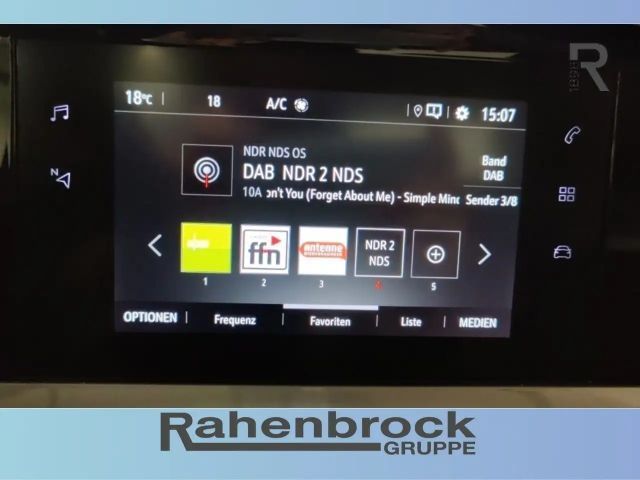 18°C | 18 A/C 15:07
NDR NDS OS
DAB NDR 2 NDS
Band
DAB
10A on't You (Forget About Me) - Simple Minc
Sender 3/8
ffn
antenne
NDR 2
NDS
1 2 3 4 5
OPTIONEN | Frequenz Favoriten Liste | MEDIEN
N
R
Rahenbrock
GRUPPE